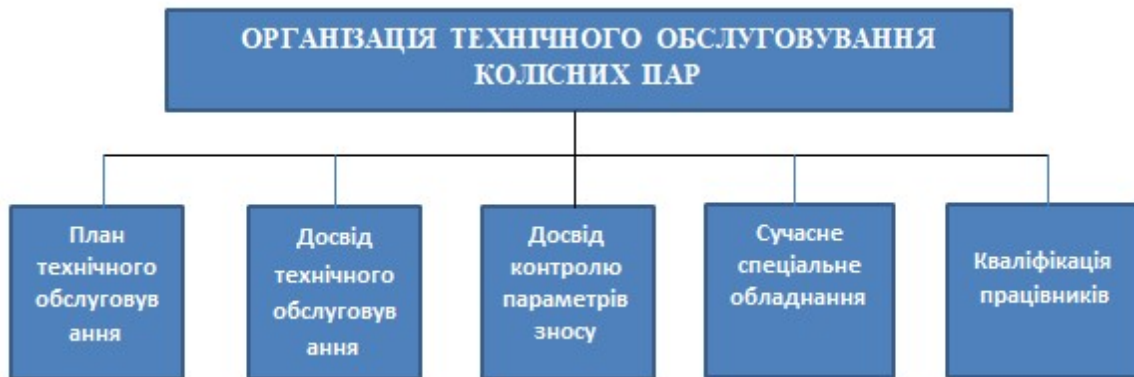 ОРГАНІЗАЦІЯ ТЕХНІЧНОГО ОБСЛУГОВУВАННЯ
КОЛІСНИХ ПАР
План
технічного
обслуговув
ання
Досвід
технічного
обслуговув
ання
Досвід
контролю
параметрів
зносу
Сучасне
спеціальне
обладнання
Кваліфікація
працівників